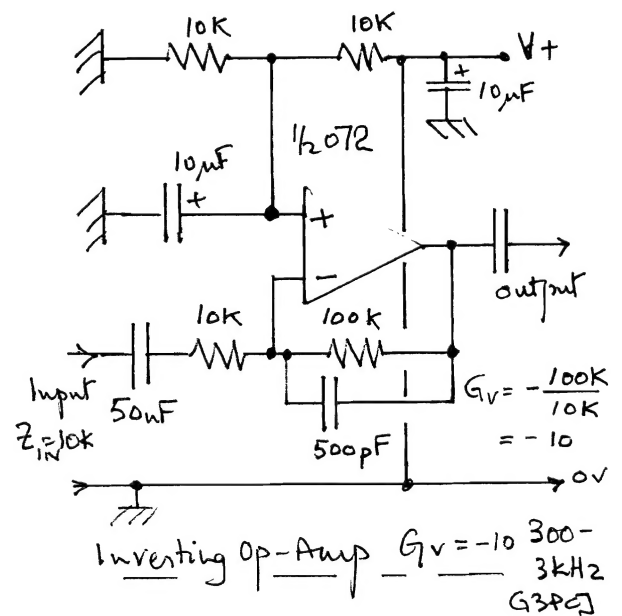 10K
10K
V+
+
10µF
½072
10µF
+
+
−
10K
100K
output
Input
50nF
Z_IN=10K
500pF
Gv = - 100K
10K
= - 10
0V
Inverting Op-Amp Gv = -10 300-
3kHz
G3PCJ